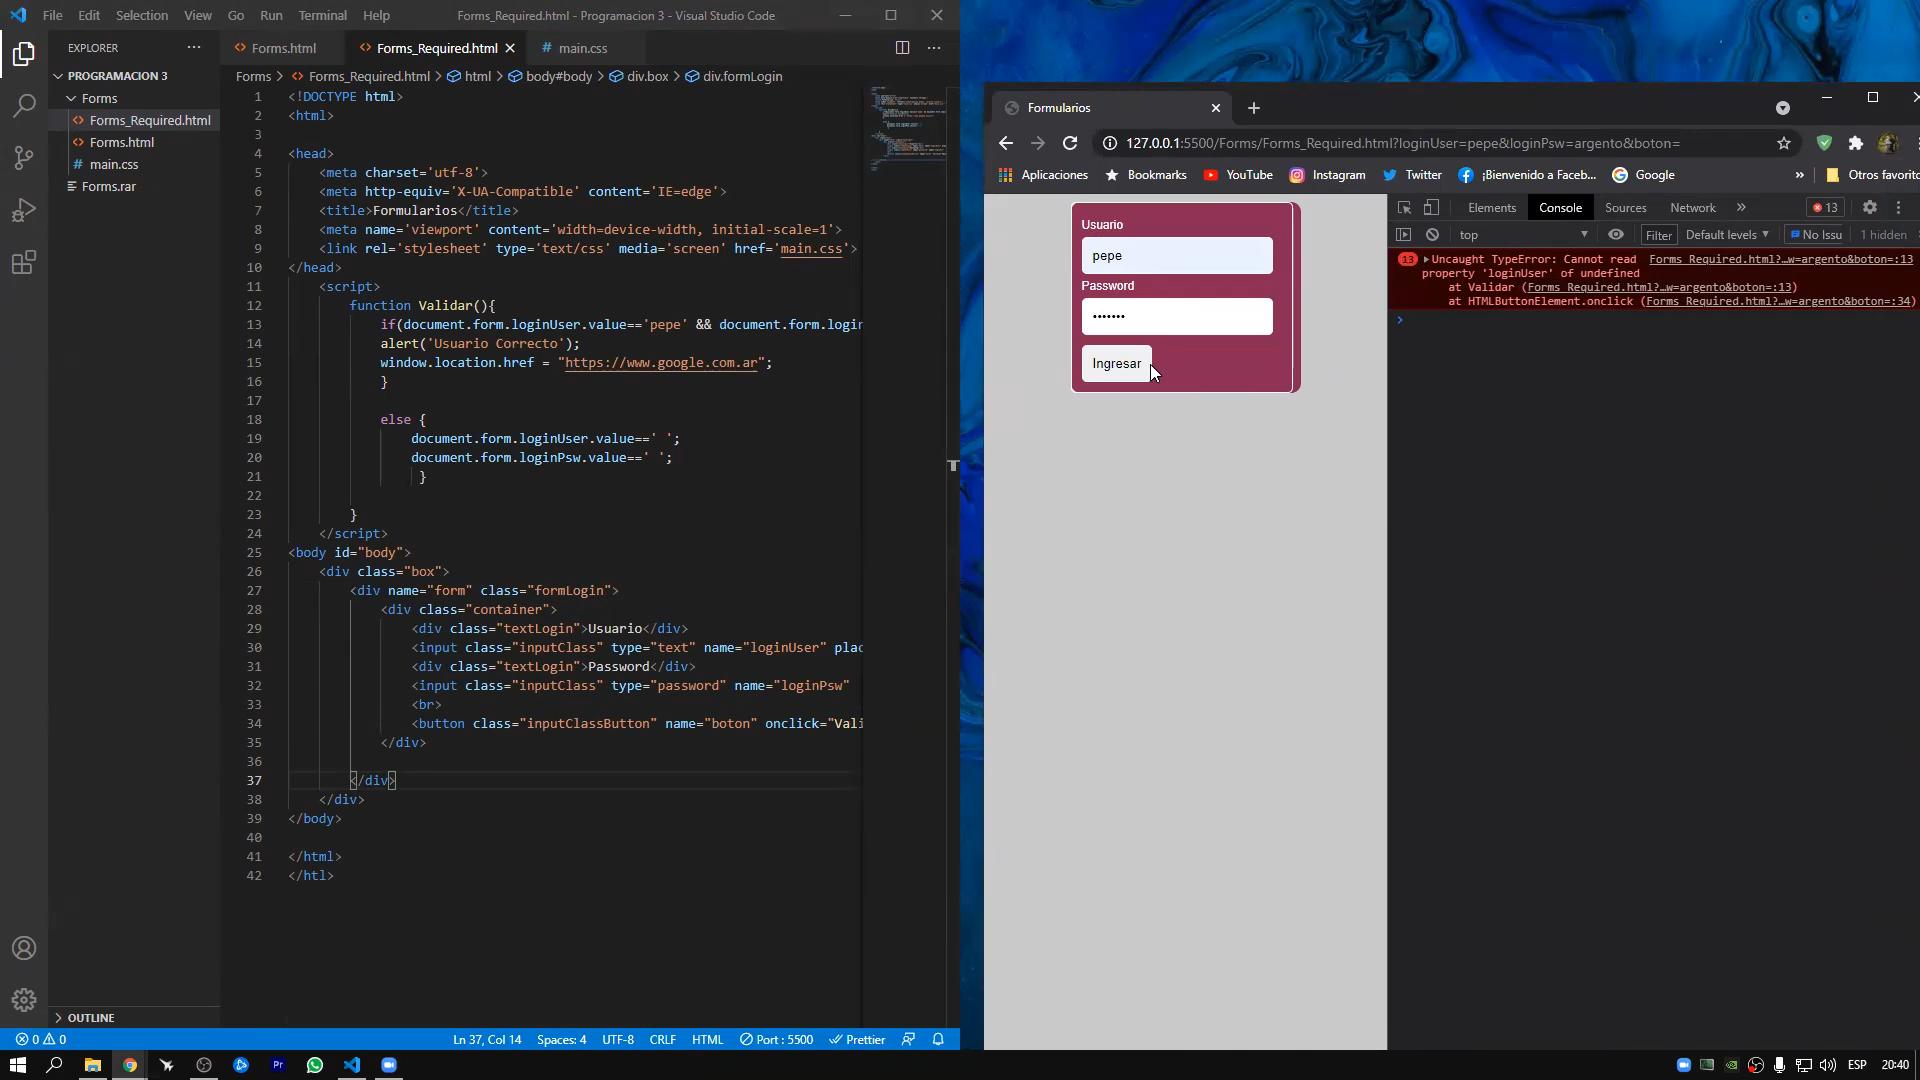 File Edit Selection View Go Run Terminal Help
Forms_Required.html - Programacion 3 - Visual Studio Code
EXPLORER
PROGRAMACION 3
Forms
Forms_Required.html
Forms.html
main.css
Forms.rar
OUTLINE
Forms.html Forms_Required.html main.css
Forms > Forms_Required.html > html > body#body > div.box > div.formLogin
1 <!DOCTYPE html>
2 <html>
3
4 <head>
5 <meta charset='utf-8'>
6 <meta http-equiv='X-UA-Compatible' content='IE=edge'>
7 <title>Formularios</title>
8 <meta name='viewport' content='width=device-width, initial-scale=1'>
9 <link rel='stylesheet' type='text/css' media='screen' href='main.css'>
10 </head>
11 <script>
12 function Validar(){
13 if(document.form.loginUser.value=='pepe' && document.form.login
14 alert('Usuario Correcto');
15 window.location.href = "https://www.google.com.ar";
16 }
17
18 else {
19 document.form.loginUser.value==' ';
20 document.form.loginPsw.value==' ';
21 }
22
23 }
24 </script>
25 <body id="body">
26 <div class="box">
27 <div name="form" class="formLogin">
28 <div class="container">
29 <div class="textLogin">Usuario</div>
30 <input class="inputClass" type="text" name="loginUser" plac
31 <div class="textLogin">Password</div>
32 <input class="inputClass" type="password" name="loginPsw"
33 <br>
34 <button class="inputClassButton" name="boton" onclick="Vali
35 </div>
36
37 </div>
38 </div>
39 </body>
40
41 </html>
42 </htl>
0 0
Ln 37, Col 14 Spaces: 4 UTF-8 CRLF HTML Port : 5500 Prettier
Formularios
127.0.0.1:5500/Forms/Forms_Required.html?loginUser=pepe&loginPsw=argento&boton=
Aplicaciones Bookmarks YouTube Instagram Twitter ¡Bienvenido a Faceb... Google » Otros favorito
Usuario
pepe
Password
•••••••
Ingresar
Elements Console Sources Network » 13
top Filter Default levels No Issu 1 hidden
13 Uncaught TypeError: Cannot read Forms_Required.html?…w=argento&boton=:13
property 'loginUser' of undefined
at Validar (Forms_Required.html?…w=argento&boton=:13)
at HTMLButtonElement.onclick (Forms_Required.html?…w=argento&boton=:34)
Pr
ESP 20:40